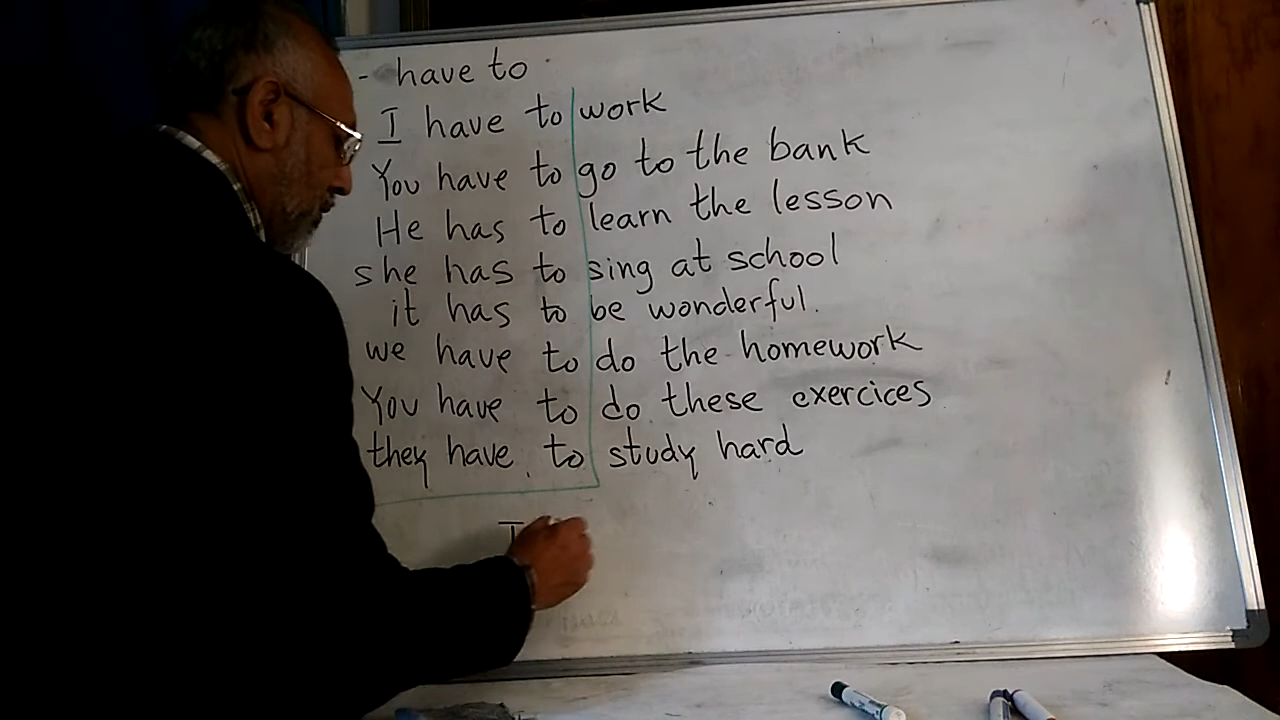 - have to
I have to work
You have to go to the bank
He has to learn the lesson
she has to sing at school
it has to be wonderful.
we have to do the homework
You have to do these exercices
they have to study hard
I